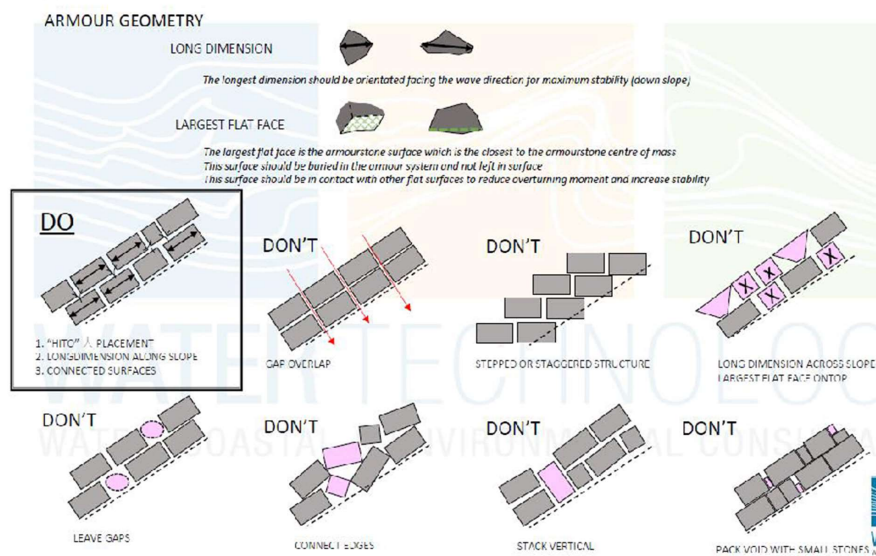 ARMOUR GEOMETRY
LONG DIMENSION
The longest dimension should be orientated facing the wave direction for maximum stability (down slope)
LARGEST FLAT FACE
The largest flat face is the armourstone surface which is the closest to the armourstone centre of mass
This surface should be buried in the armour system and not left in surface
This surface should be in contact with other flat surfaces to reduce overturning moment and increase stability
DO
1. "HITO" 人 PLACEMENT
2. LONGDIMENSION ALONG SLOPE
3. CONNECTED SURFACES
DON'T
GAP OVERLAP
DON'T
STEPPED OR STAGGERED STRUCTURE
DON'T
X X
X X
LONG DIMENSION ACROSS SLOPE
LARGEST FLAT FACE ONTOP
WATER TECHNOLO
DON'T
LEAVE GAPS
DON'T
CONNECT EDGES
DON'T
STACK VERTICAL
DON'T
PACK VOID WITH SMALL STONES